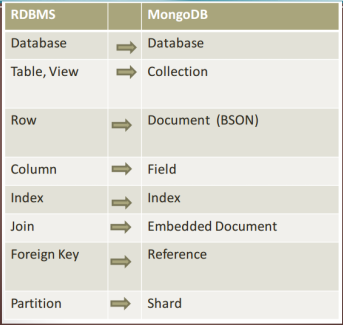 RDBMS MongoDB
Database Database
Table, View Collection
Row Document (BSON)
Column Field
Index Index
Join Embedded Document
Foreign Key Reference
Partition Shard